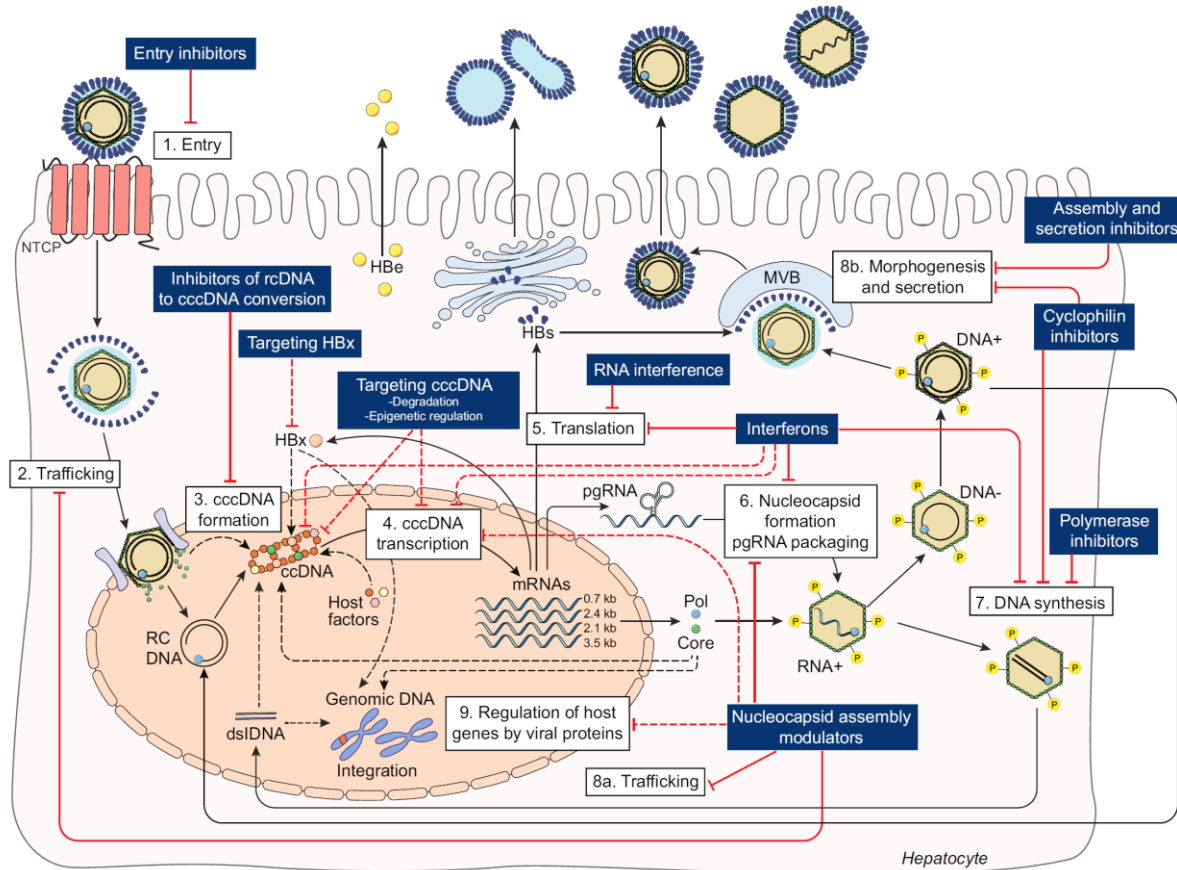 Entry inhibitors
1. Entry
NTCP
HBe
Assembly and
secretion inhibitors
Inhibitors of rcDNA
to cccDNA conversion
MVB
8b. Morphogenesis
and secretion
Targeting HBx
HBs
Cyclophilin
inhibitors
DNA+
P
P
P
P
RNA interference
Targeting cccDNA
-Degradation
-Epigenetic regulation
5. Translation
Interferons
HBx
2. Trafficking
3. cccDNA
formation
4. cccDNA
transcription
pgRNA
6. Nucleocapsid
formation
pgRNA packaging
DNA-
P
P
P
P
Polymerase
inhibitors
ccDNA
mRNAs
0.7 kb
2.4 kb
2.1 kb
3.5 kb
Host
factors
Pol
Core
7. DNA synthesis
RC
DNA
P
P
P
P
RNA+
P
P
P
P
Genomic DNA
dslDNA
Integration
9. Regulation of host
genes by viral proteins
Nucleocapsid assembly
modulators
8a. Trafficking
Hepatocyte